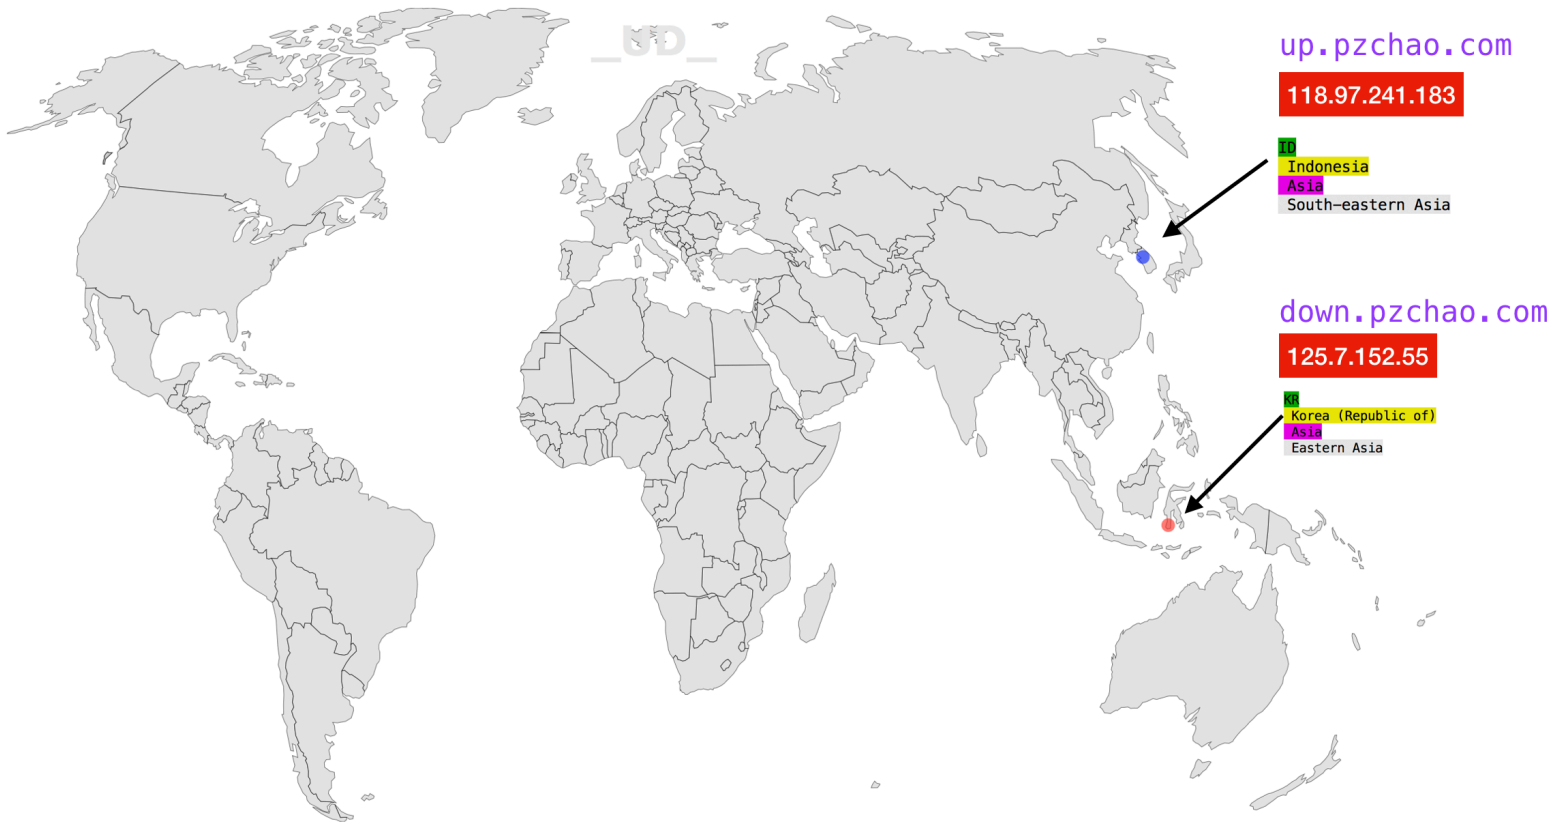 _UD_
up.pzchao.com
118.97.241.183
ID
Indonesia
Asia
South-eastern Asia
down.pzchao.com
125.7.152.55
KR
Korea (Republic of)
Asia
Eastern Asia